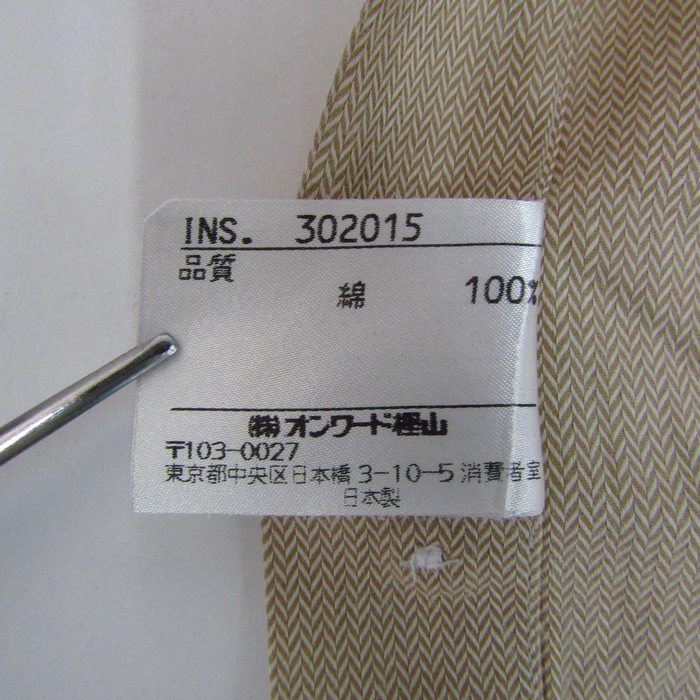 INS. 302015
品質
綿 100%
㈱オンワード樫山
〒103-0027
東京都中央区日本橋3-10-5 消費者室
日本製